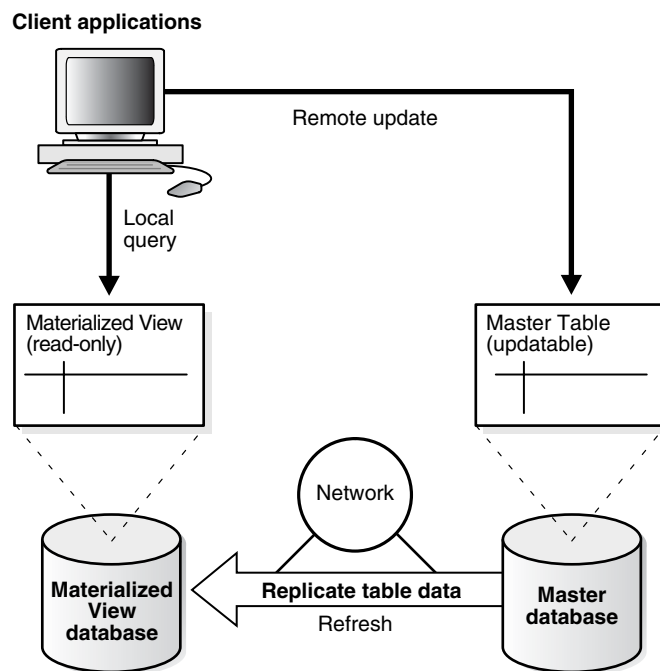 Client applications
Remote update
Local
query
Materialized View
(read-only)
Master Table
(updatable)
Network
Materialized
View
database
Replicate table data
Refresh
Master
database